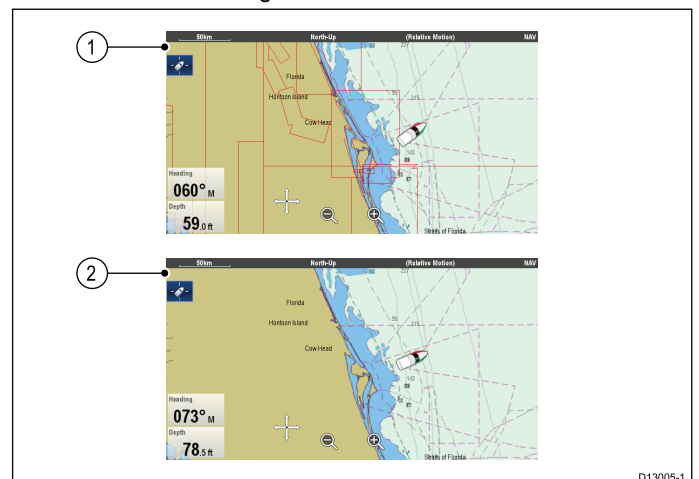 1
50km North-Up (Relative Motion) NAV
227
Florida
Hontoon Island
55
215
Cow Head
143
Heading
060° M
Depth
59.0 ft
Straits of Florida
2
50km North-Up (Relative Motion) NAV
227
Florida
Hontoon Island
55
215
Cow Head
143
Heading
073° M
Depth
78.5 ft
Straits of Florida
D13005-1